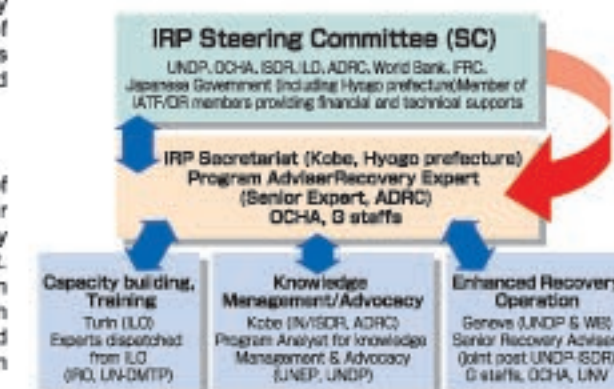 IRP Steering Committee (SC)
UNDP, OCHA, ISDR, ILO, ADRC, World Bank, FRC,
Japanese Government (including Hyogo prefecture)Member of
IATF/DR members providing financial and technical supports
IRP Secretariat (Kobe, Hyogo prefecture)
Program AdviserRecovery Expert
(Senior Expert, ADRC)
OCHA, G staffs
Capacity building,
Training
Turin (ILO)
Experts dispatched
from ILO
(IRO, UN-DMTP)
Knowledge
Management/Advocacy
Kobe (IN/ISDR, ADRC)
Program Analyst for knowledge
Management & Advocacy
(UNEP, UNDP)
Enhanced Recovery
Operation
Geneva (UNDP & WB)
Senior Recovery Adviser
(Joint post UNDP-ISDR)
G staffs, OCHA, UNV